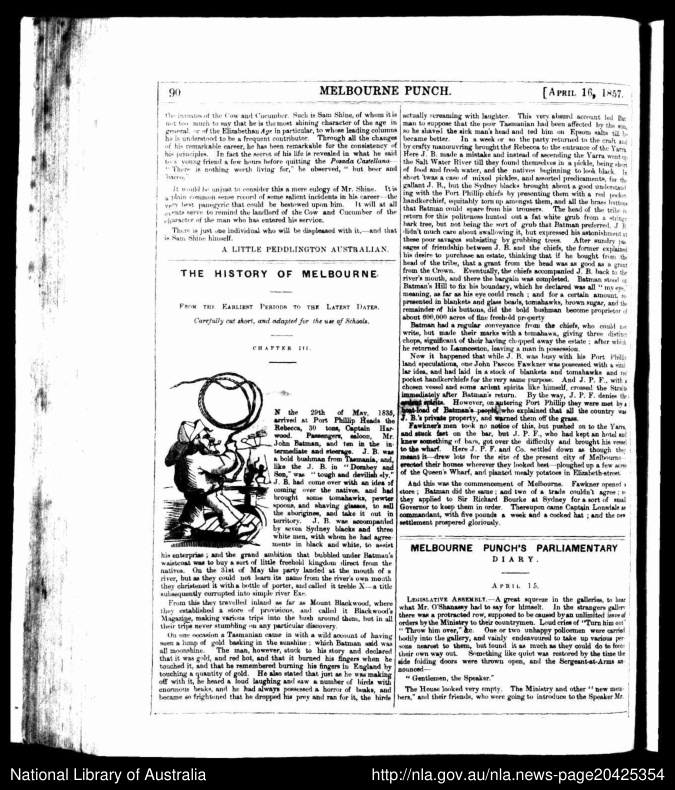 90
MELBOURNE PUNCH.
[APRIL 16, 1857.
the inmates of the Cow and Cucumber. Such is Sam Shine, of whom it is
not too much to say that he is the most shining character of the age in
general, or of the Elizabethan Age in particular, to whose leading columns
he is understood to be a frequent contributor. Through all the changes
of his remarkable career, he has been remarkable for the consistency of
his principles. In fact the secret of his life is revealed in what he said
to a young friend a few hours before quitting the Posada Castellana—
"There is nothing worth living for," he observed, "but beer and
bacca."
It would be unjust to consider this a mere eulogy of Mr. Shine. It is
a plain common sense record of some salient incidents in his career—the
very best panegyric that could be bestowed upon him. It will at all
events serve to remind the landlord of the Cow and Cucumber of the
character of the man who has entered his service.
There is just one individual who will be displeased with it,—and that
is Sam Shine himself.
A LITTLE PEDDLINGTON AUSTRALIAN.
THE HISTORY OF MELBOURNE
FROM THE EARLIEST PERIODS TO THE LATEST DATES.
Carefully cut short, and adapted for the use of Schools.
CHAPTER III.
N the 29th of May, 1835,
arrived at Port Phillip Heads the
Rebecca, 30 tons, Captain Har-
wood. Passengers, saloon, Mr.
John Batman, and ten in the in-
termediate and steerage. J. B. was
a bold bushman from Tasmania, and,
like the J. B. in "Dombey and
Son," was "tough and devilish sly."
J. B. had come over with an idea of
coming over the natives, and had
brought some tomahawks, pewter
spoons, and shaving glasses, to sell
the aborigines, and take it out in
territory. J. B. was accompanied
by seven Sydney blacks and three
white men, with whom he had agree-
ments in black and white, to assist
his enterprise; and the grand ambition that bubbled under Batman's
waistcoat was to buy a sort of little freehold kingdom direct from the
natives. On the 31st of May the party landed at the mouth of a
river, but as they could not learn its name from the river's own mouth
they christened it with a bottle of porter, and called it treble X—a title
subsequently corrupted into simple river Exe.
From this they travelled inland as far as Mount Blackwood, where
they established a store of provisions, and called it Blackwood's
Magazine, making various trips into the bush around them, but in all
their trips never stumbling on any particular discovery.
On one occasion a Tasmanian came in with a wild account of having
seen a lump of gold basking in the sunshine; which Batman said was
all moonshine. The man, however, stuck to his story and declared
that it was gold, and red hot, and that it burned his fingers when he
touched it, and that he remembered burning his fingers in England by
touching a quantity of gold. He also stated that just as he was making
off with it, he heard a loud laughing and saw a number of birds with
enormous beaks, and he had always possessed a horror of beaks, and
became so frightened that he dropped his prey and ran for it, the birds
actually screaming with laughter. This very absurd account led Bat-
man to suppose that the poor Tasmanian had been affected by the sun,
so he shaved the sick man's head and fed him on Epsom salts till he
became better. In a week or so the party returned to the craft and
by crafty manœuvring brought the Rebecca to the entrance of the Yarra.
Here J. B. made a mistake and instead of ascending the Yarra went up
the Salt Water River till they found themselves in a pickle, being short
of food and fresh water, and the natives beginning to look black. In
short 'twas a case of mixed pickles, and assorted predicaments, for the
gallant J. B., but the Sydney blacks brought about a good understand-
ing with the Port Phillip chiefs by presenting them with a red pocket
handkerchief, equitably torn up amongst them, and all the brass buttons
that Batman could spare from his trousers. The head of the tribe in
return for this politeness hunted out a fat white grub from a stringy
bark tree, but not being the sort of grub that Batman preferred, J. B.
didn't much care about swallowing it, but expressed his astonishment at
these poor savages subsisting by grubbing trees. After sundry pas-
sages of friendship between J. B. and the chiefs, the former explained
his desire to purchase an estate, thinking that if he bought from the
head of the tribe, that a grant from the head was as good as a grant
from the Crown. Eventually, the chiefs accompanied J. B. back to the
river's mouth, and there the bargain was completed. Batman stood on
Batman's Hill to fix his boundary, which he declared was all "my eye,"
meaning, as far as his eye could reach; and for a certain amount,
presented in blankets and glass beads, tomahawks, brown sugar, and the
remainder of his buttons, did the bold bushman become proprietor of
about 600,000 acres of fine freehold property
Batman had a regular conveyance from the chiefs, who could not
write, but made their marks with a tomahawk, giving three distinct
chops, significant of their having chopped away the estate; after which
he returned to Launceston, leaving a man in possession.
Now it happened that while J. B. was busy with his Port Phillip
land speculations, one John Pascoe Fawkner was possessed with a simi-
lar idea, and had laid in a stock of blankets and tomahawks and red
pocket handkerchiefs for the very same purpose. And J. P. F., with a
chosen vessel and some ardent spirits like himself, crossed the Straits
immediately after Batman's return. By the way, J. P. F. denies the
ardent spirits. However, on entering Port Phillip they were met by a
boat-load of Batman's people, who explained that all the country was
J. B.'s private property, and warned them off the grass.
Fawkner's men took no notice of this, but pushed on to the Yarra
and stuck fast on the bar, but J. P. F., who had kept an hotel and
knew something of bars, got over the difficulty and brought his vessel
to the wharf. Here J. P. F. and Co. settled down as though they
meant it—drew lots for the site of the present city of Melbourne—
erected their houses wherever they looked best—ploughed up a few acres
of the Queen's Wharf, and planted mealy potatoes in Elizabeth-street.
And this was the commencement of Melbourne. Fawkner opened a
store; Batman did the same; and two of a trade couldn't agree; so
they applied to Sir Richard Bourke at Sydney for a sort of small
Governor to keep them in order. Thereupon came Captain Lonsdale as
commandant, with five pounds a week and a cocked hat; and the new
settlement prospered gloriously.
MELBOURNE PUNCH'S PARLIAMENTARY
DIARY.
APRIL 15.
LEGISLATIVE ASSEMBLY.—A great squeeze in the galleries, to hear
what Mr. O'Shanassy had to say for himself. In the strangers gallery
there was a protracted row, supposed to be caused by an unlimited issue of
orders by the Ministry to their countrymen. Loud cries of "Turn him out"
"Throw him over," &c. One or two unhappy policemen were carried
bodily into the gallery, and vainly endeavoured to take up various per-
sons nearest to them, but found it as much as they could do to force
their own way out. Something like quiet was restored by the time the
side folding doors were thrown open, and the Sergeant-at-Arms an-
nounced—
"Gentlemen, the Speaker."
The House looked very empty. The Ministry and other "new mem-
bers," and their friends, who were going to introduce to the Speaker Mr.
National Library of Australia
http://nla.gov.au/nla.news-page20425354